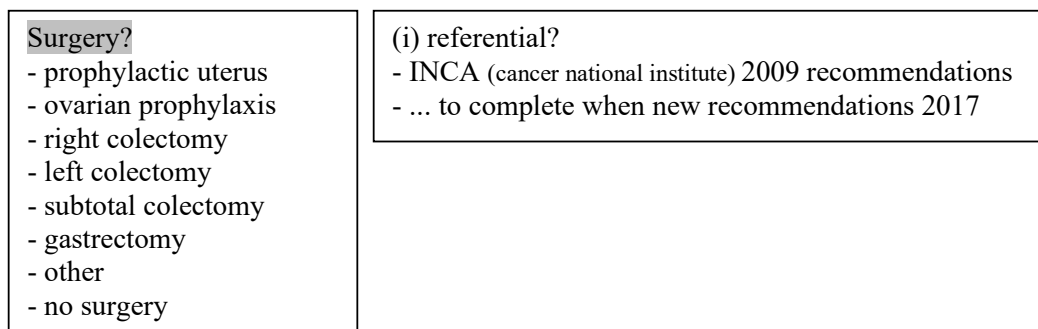 Surgery?
- prophylactic uterus
- ovarian prophylaxis
- right colectomy
- left colectomy
- subtotal colectomy
- gastrectomy
- other
- no surgery
(i) referential?
- INCA (cancer national institute) 2009 recommendations
- ... to complete when new recommendations 2017